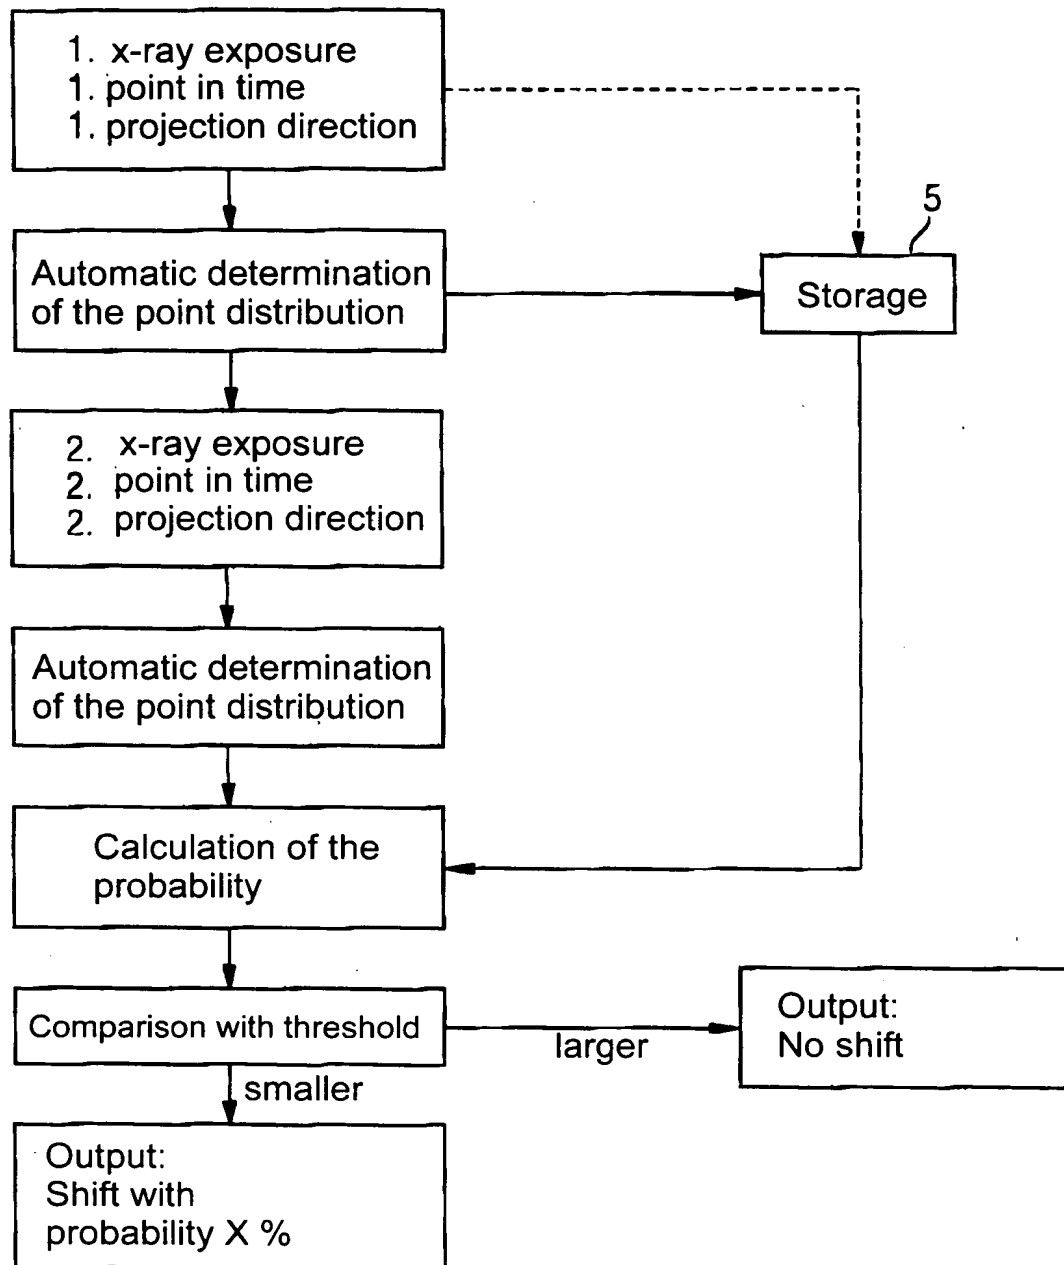 1. x-ray exposure
1. point in time
1. projection direction
5
Automatic determination
of the point distribution
Storage
2. x-ray exposure
2. point in time
2. projection direction
Automatic determination
of the point distribution
Calculation of the
probability
Comparison with threshold
larger
Output:
No shift
smaller
Output:
Shift with
probability X %